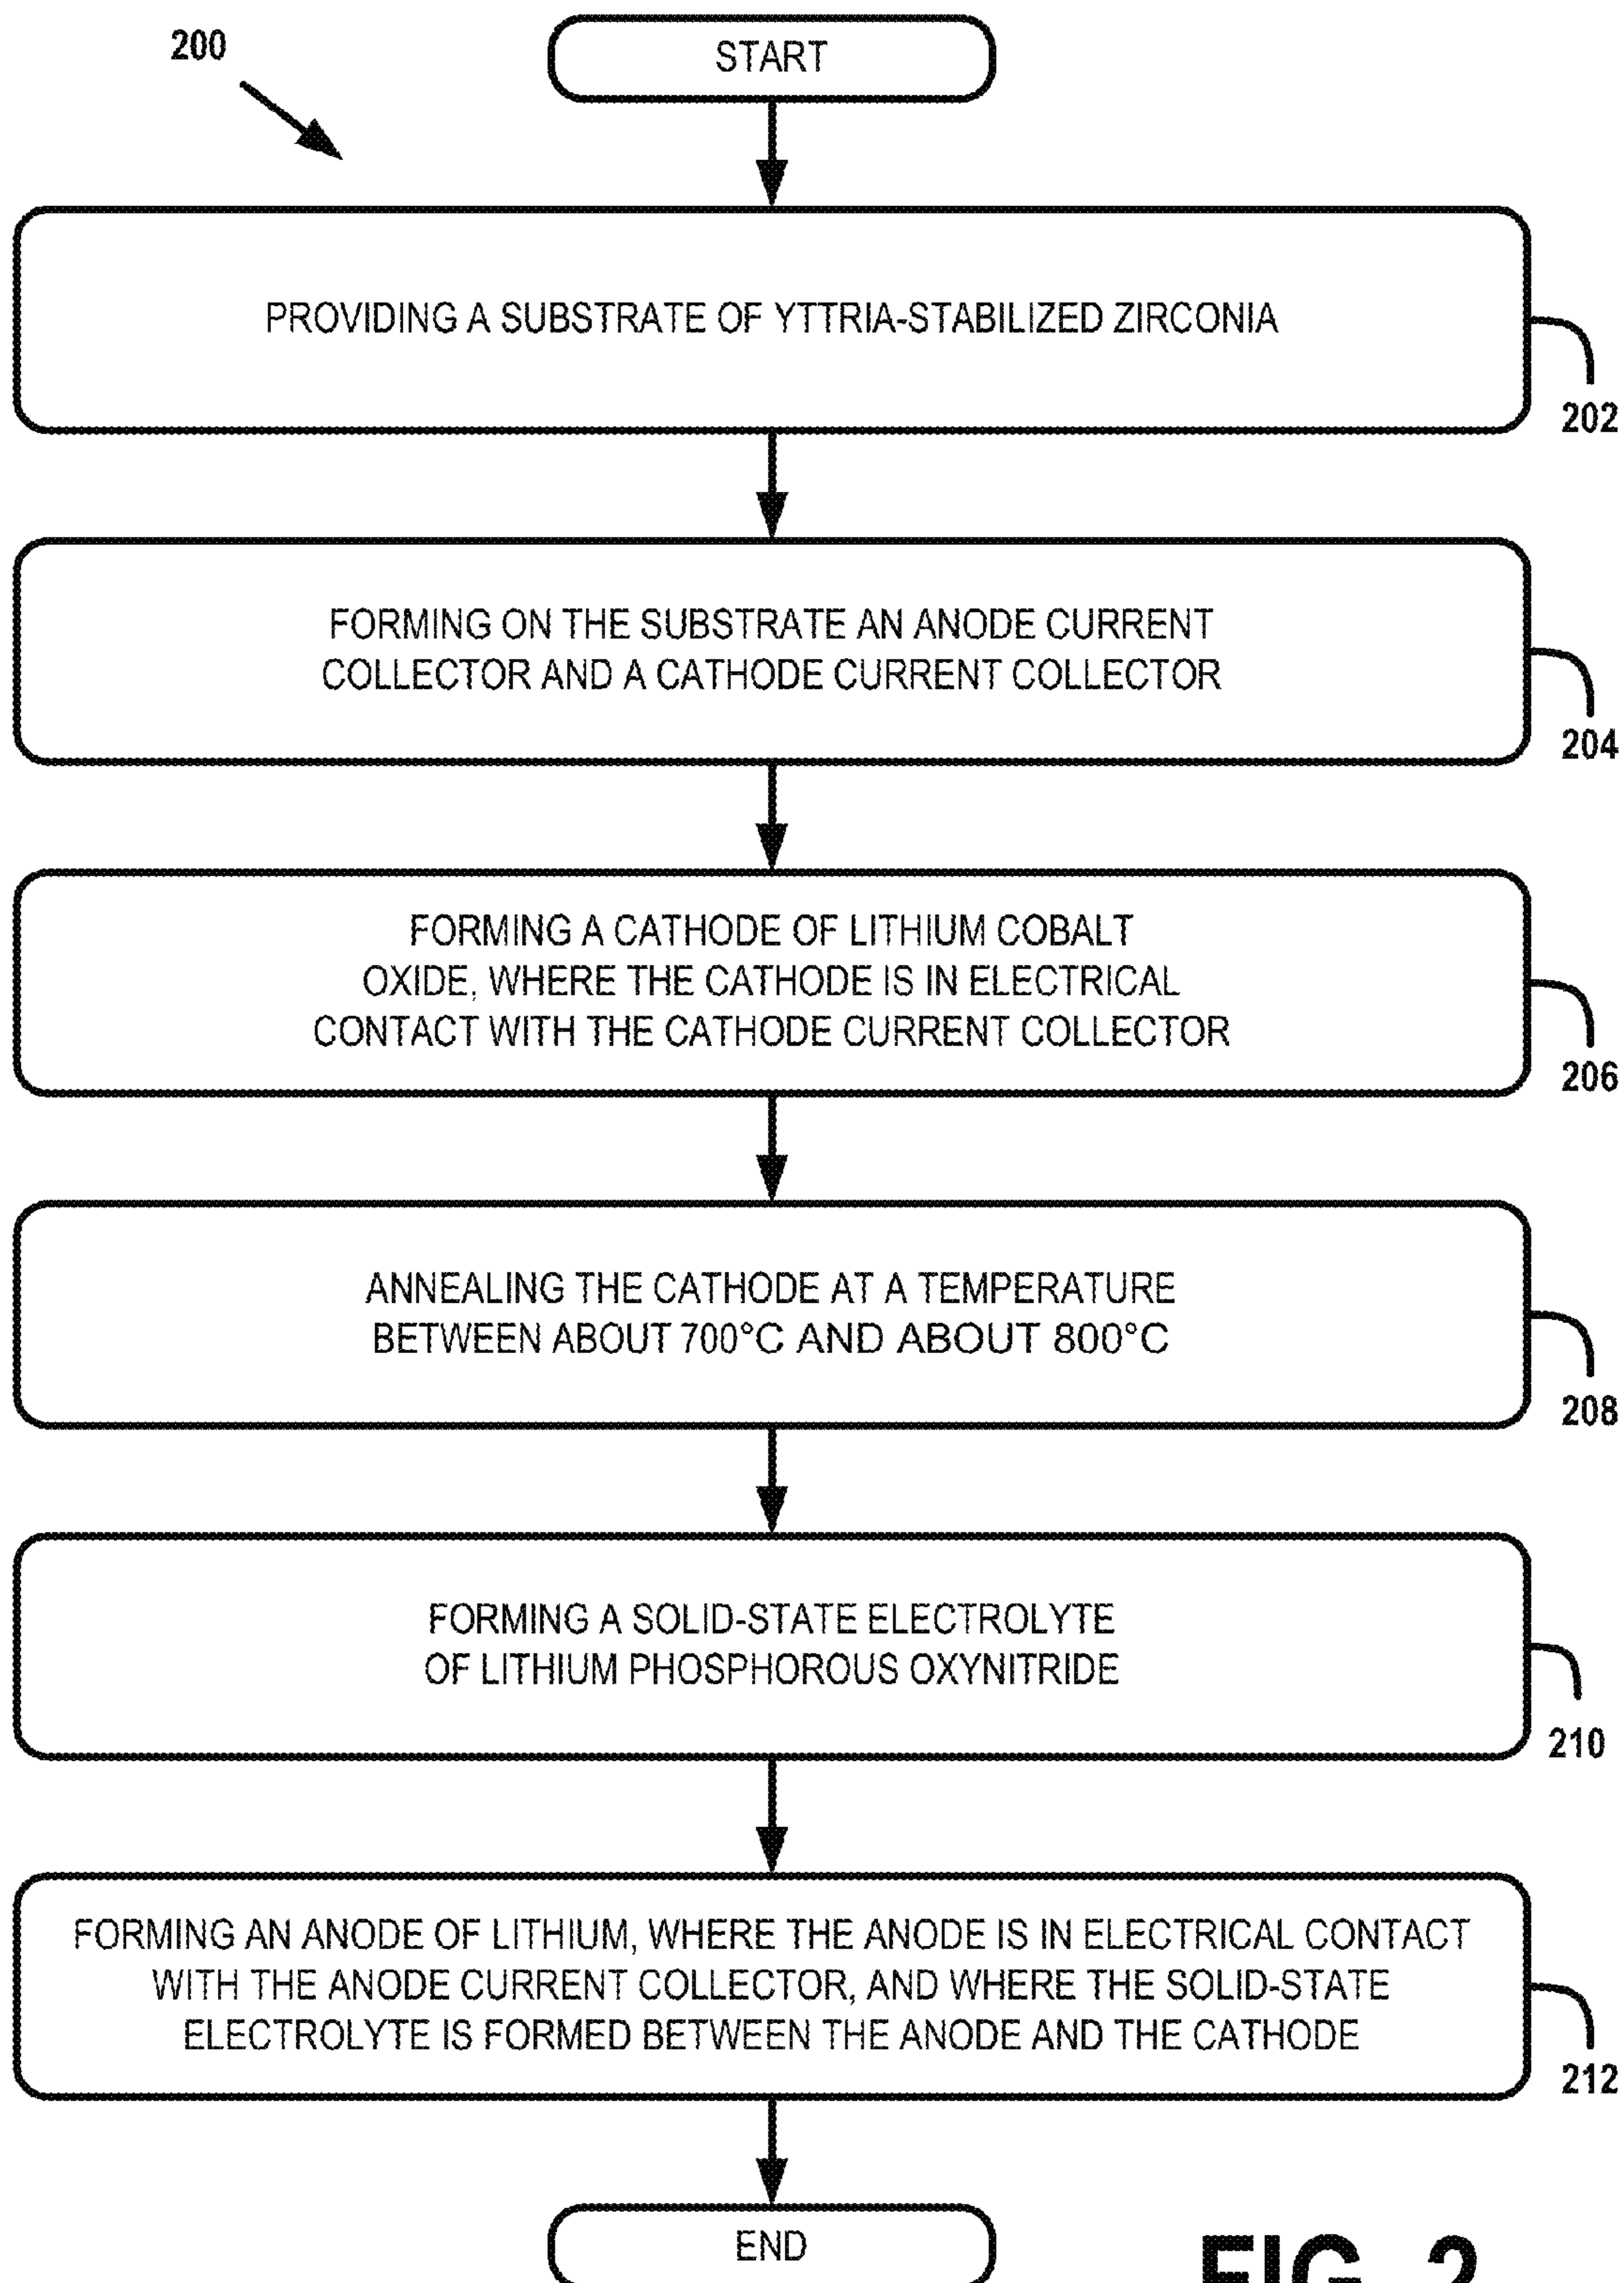 200
START
PROVIDING A SUBSTRATE OF YTTRIA-STABILIZED ZIRCONIA
202
FORMING ON THE SUBSTRATE AN ANODE CURRENT
COLLECTOR AND A CATHODE CURRENT COLLECTOR
204
FORMING A CATHODE OF LITHIUM COBALT
OXIDE, WHERE THE CATHODE IS IN ELECTRICAL
CONTACT WITH THE CATHODE CURRENT COLLECTOR
206
ANNEALING THE CATHODE AT A TEMPERATURE
BETWEEN ABOUT 700°C AND ABOUT 800°C
208
FORMING A SOLID-STATE ELECTROLYTE
OF LITHIUM PHOSPHOROUS OXYNITRIDE
210
FORMING AN ANODE OF LITHIUM, WHERE THE ANODE IS IN ELECTRICAL CONTACT
WITH THE ANODE CURRENT COLLECTOR, AND WHERE THE SOLID-STATE
ELECTROLYTE IS FORMED BETWEEN THE ANODE AND THE CATHODE
212
END
FIG. 2